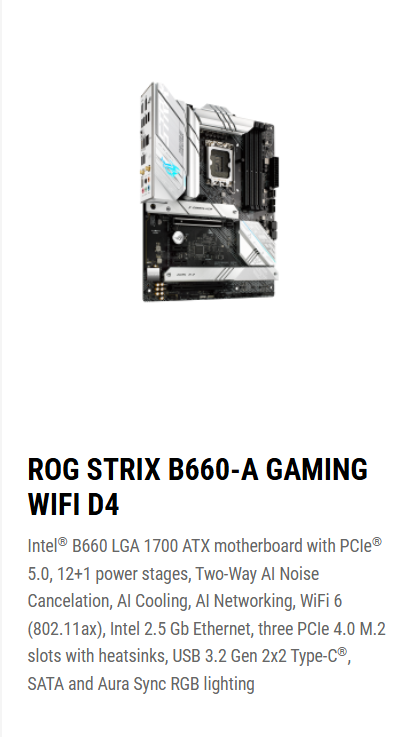 ROG STRIX B660-A GAMING
WIFI D4
Intel® B660 LGA 1700 ATX motherboard with PCIe®
5.0, 12+1 power stages, Two-Way AI Noise
Cancelation, AI Cooling, AI Networking, WiFi 6
(802.11ax), Intel 2.5 Gb Ethernet, three PCIe 4.0 M.2
slots with heatsinks, USB 3.2 Gen 2x2 Type-C®,
SATA and Aura Sync RGB lighting